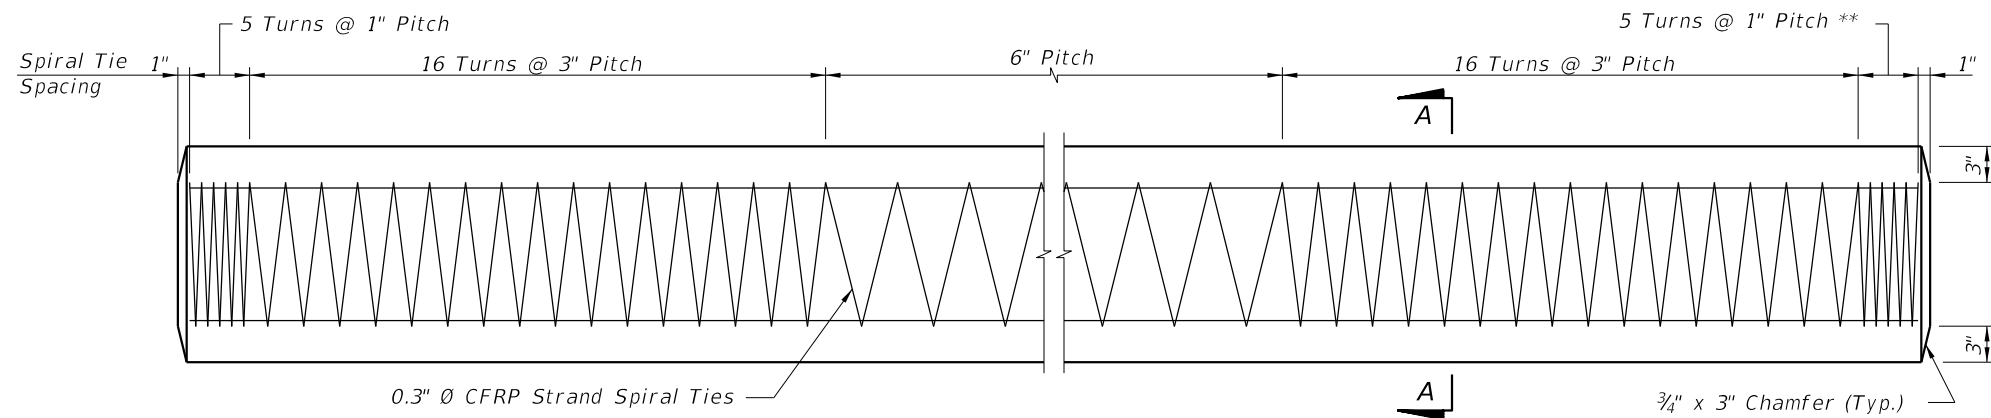 5 Turns @ 1" Pitch
5 Turns @ 1" Pitch **
Spiral Tie
Spacing
1"
16 Turns @ 3" Pitch
6" Pitch
16 Turns @ 3" Pitch
1"
A
3"
3"
0.3" Ø CFRP Strand Spiral Ties
A
¾" x 3" Chamfer (Typ.)